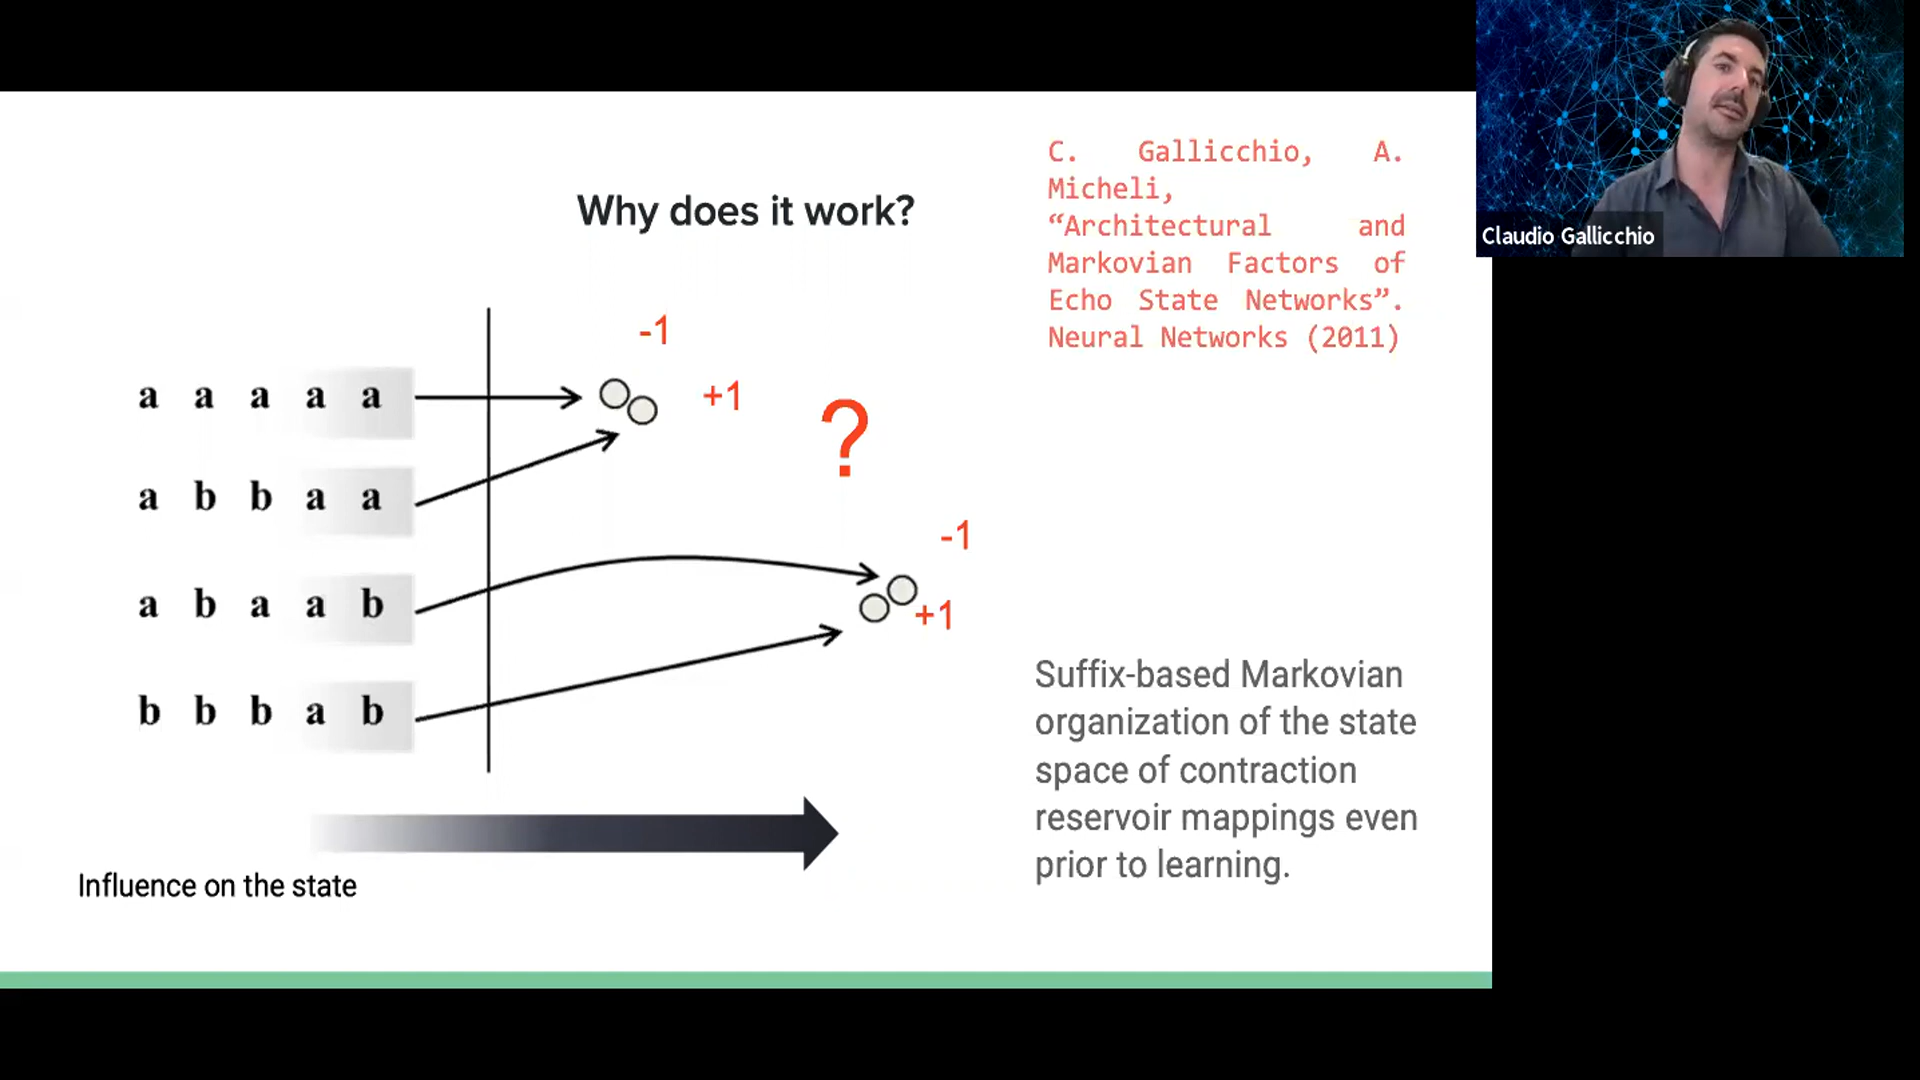 Why does it work?
C. Gallicchio, A.
Micheli,
“Architectural and
Markovian Factors of
Echo State Networks”.
Neural Networks (2011)
Claudio Gallicchio
-1
a a a a a
+1
?
a b b a a
-1
a b a a b
+1
b b b a b
Suffix-based Markovian
organization of the state
space of contraction
reservoir mappings even
prior to learning.
Influence on the state